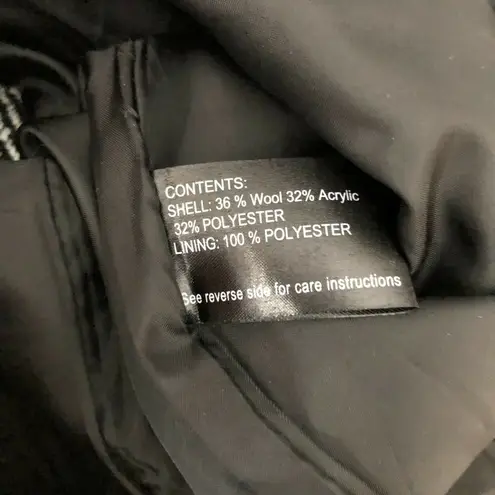 CONTENTS:
SHELL: 36 % Wool 32% Acrylic
32% POLYESTER
LINING: 100 % POLYESTER
See reverse side for care instructions